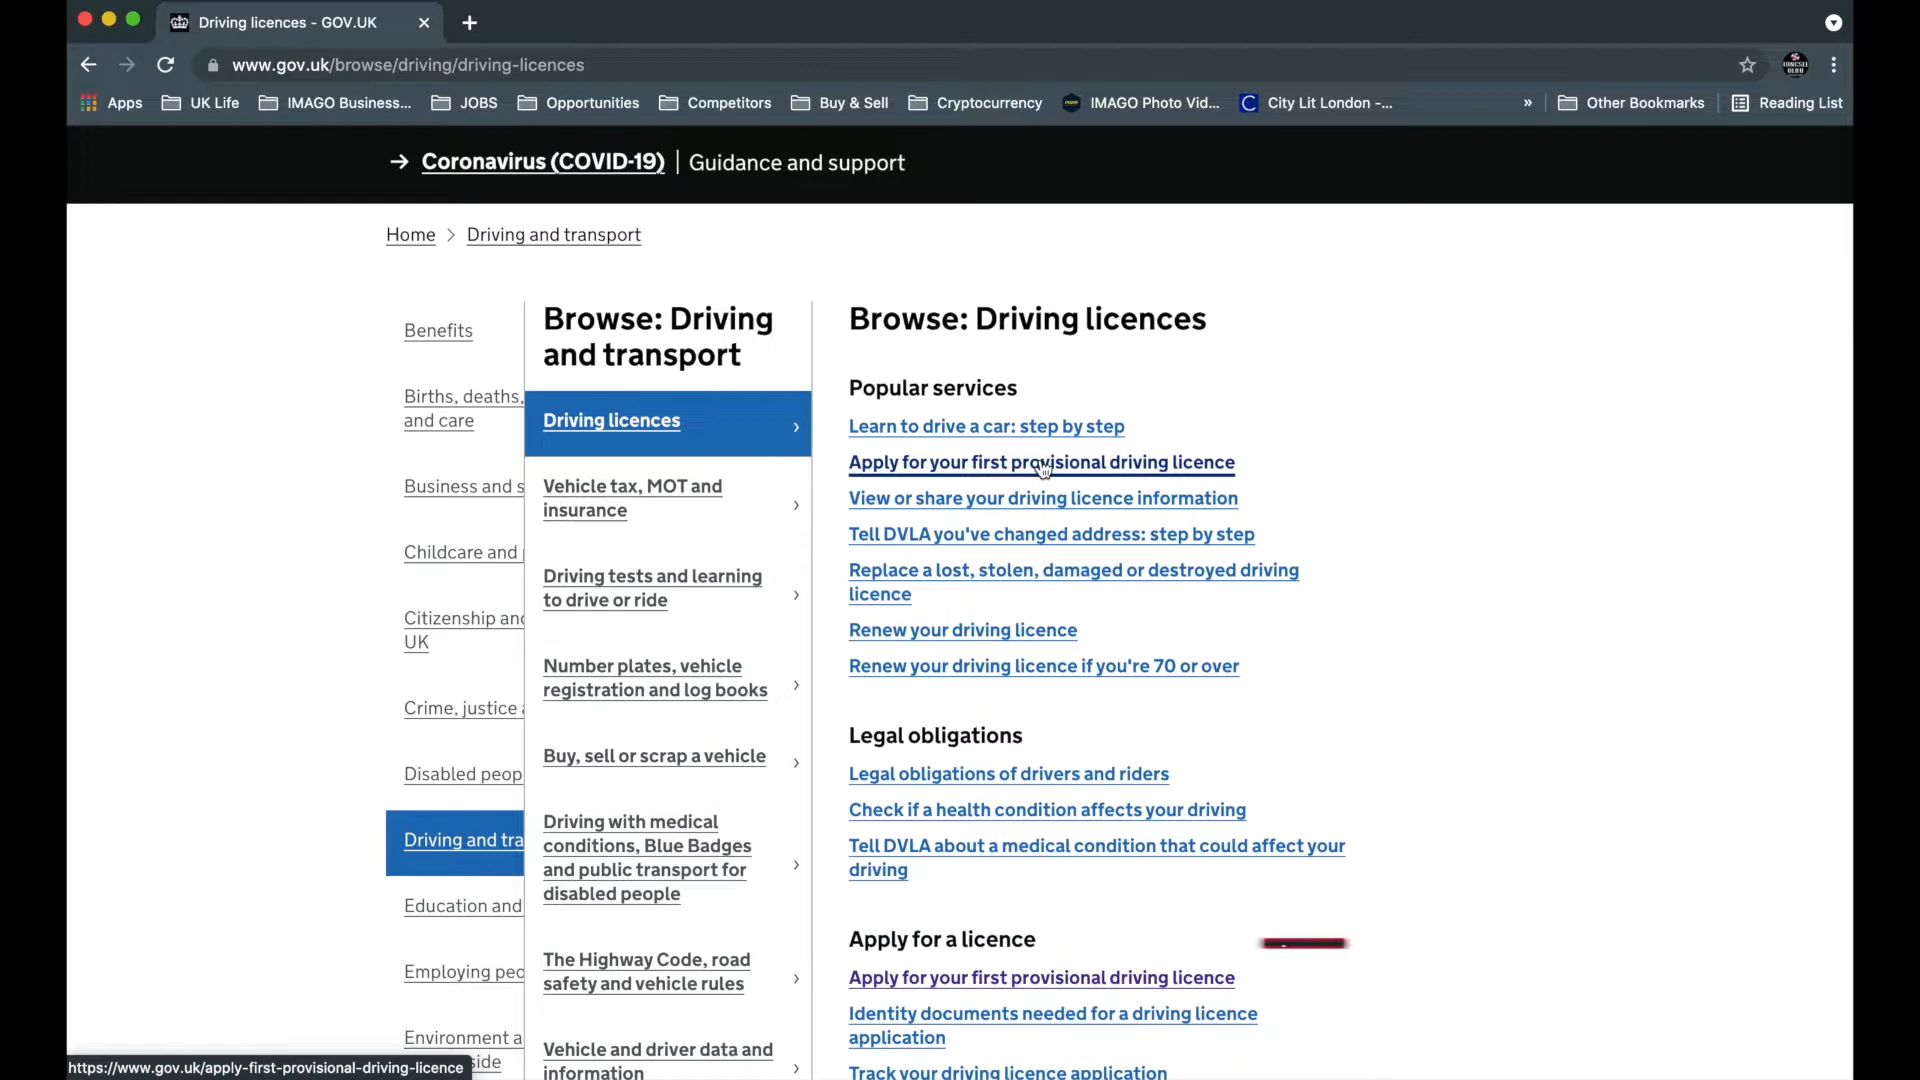 Driving licences - GOV.UK
www.gov.uk/browse/driving/driving-licences
Apps
UK Life
IMAGO Business...
JOBS
Opportunities
Competitors
Buy & Sell
Cryptocurrency
IMAGO Photo Vid...
City Lit London -...
»
Other Bookmarks
Reading List
→ Coronavirus (COVID-19) | Guidance and support
Home > Driving and transport
Benefits
Births, deaths,
and care
Business and s
Childcare and
Citizenship and
UK
Crime, justice
Disabled peop
Driving and tra
Education and
Employing peo
Environment a
side
Browse: Driving
and transport
Driving licences
Vehicle tax, MOT and
insurance
Driving tests and learning
to drive or ride
Number plates, vehicle
registration and log books
Buy, sell or scrap a vehicle
Driving with medical
conditions, Blue Badges
and public transport for
disabled people
The Highway Code, road
safety and vehicle rules
Vehicle and driver data and
information
Browse: Driving licences
Popular services
Learn to drive a car: step by step
Apply for your first provisional driving licence
View or share your driving licence information
Tell DVLA you've changed address: step by step
Replace a lost, stolen, damaged or destroyed driving
licence
Renew your driving licence
Renew your driving licence if you're 70 or over
Legal obligations
Legal obligations of drivers and riders
Check if a health condition affects your driving
Tell DVLA about a medical condition that could affect your
driving
Apply for a licence
Apply for your first provisional driving licence
Identity documents needed for a driving licence
application
Track your driving licence application
https://www.gov.uk/apply-first-provisional-driving-licence